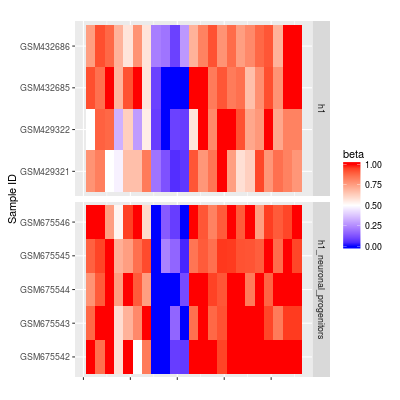 GSM432686
GSM432685
GSM429322
GSM429321
GSM675546
GSM675545
GSM675544
GSM675543
GSM675542
Sample ID
h1
h1_neuronal_progenitors
beta
1.00
0.75
0.50
0.25
0.00